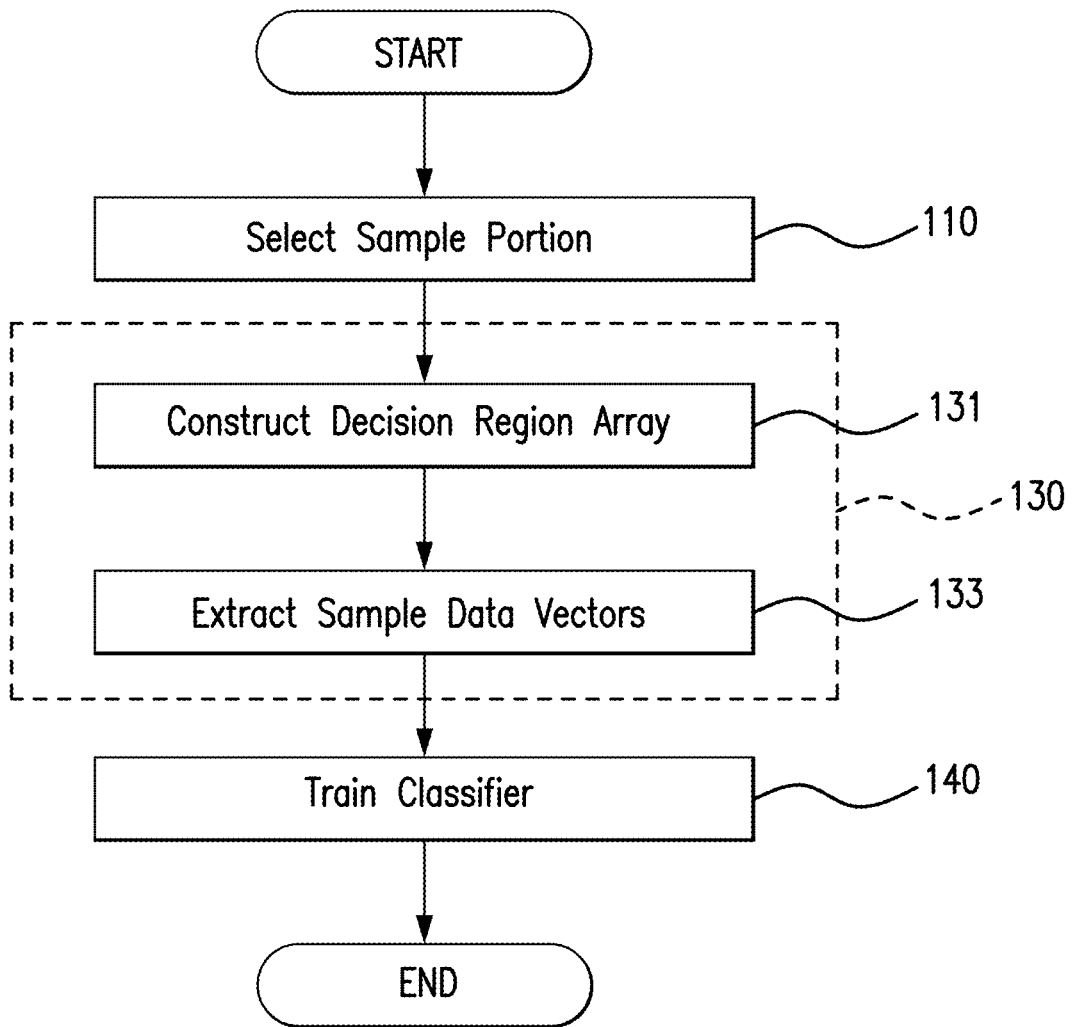 START
Select Sample Portion
110
Construct Decision Region Array
131
130
Extract Sample Data Vectors
133
Train Classifier
140
END